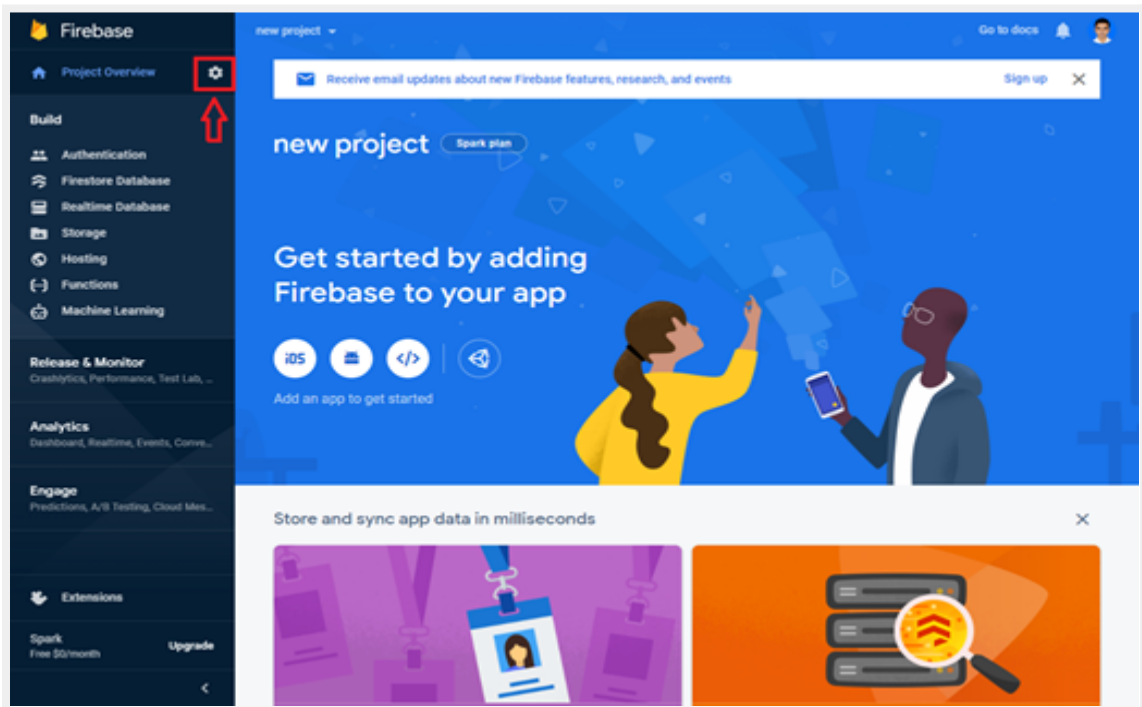 Firebase
new project
Go to docs
Project Overview
Receive email updates about new Firebase features, research, and events
Sign up
Build
new project
Spark plan
Authentication
Firestore Database
Realtime Database
Storage
Hosting
Functions
Machine Learning
Get started by adding
Firebase to your app
iOS
</>
Add an app to get started
Release & Monitor
Crashlytics, Performance, Test Lab, ...
Analytics
Dashboard, Realtime, Events, Conve...
Engage
Predictions, A/B Testing, Cloud Mes...
Store and sync app data in milliseconds
Extensions
Spark
Free $0/month
Upgrade